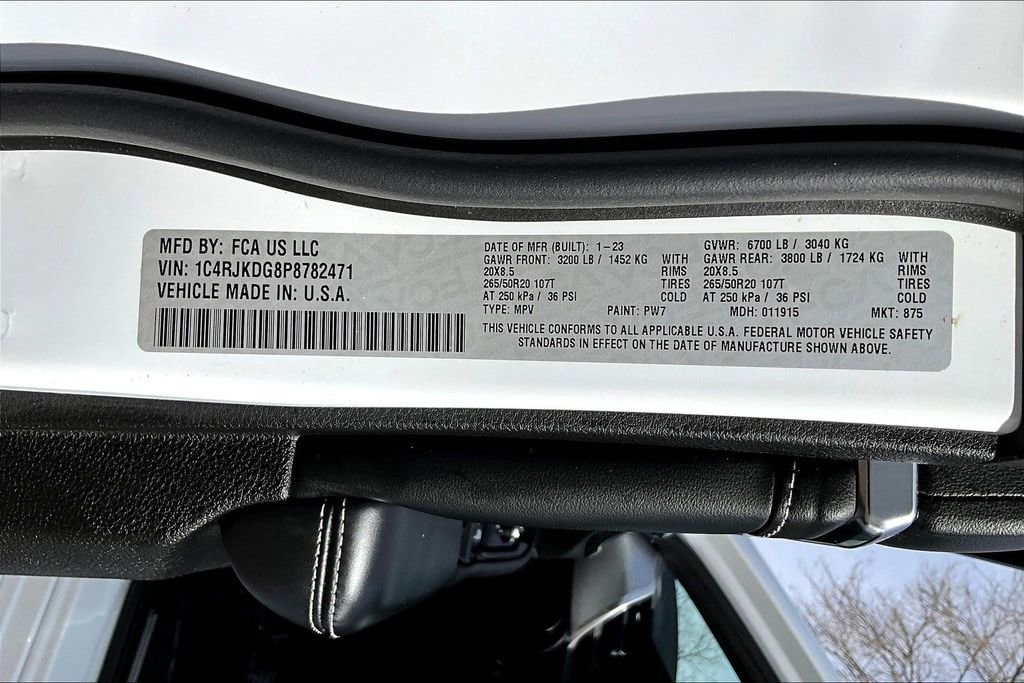 MFD BY: FCA US LLC
VIN: 1C4RJKDG8P8782471
VEHICLE MADE IN: U.S.A.
DATE OF MFR (BUILT): 1-23
GAWR FRONT: 3200 LB / 1452 KG WITH
20X8.5 RIMS
265/50R20 107T TIRES
AT 250 kPa / 36 PSI COLD
TYPE: MPV PAINT: PW7
GVWR: 6700 LB / 3040 KG
GAWR REAR: 3800 LB / 1724 KG WITH
20X8.5 RIMS
265/50R20 107T TIRES
AT 250 kPa / 36 PSI COLD
MDH: 011915 MKT: 875
THIS VEHICLE CONFORMS TO ALL APPLICABLE U.S.A. FEDERAL MOTOR VEHICLE SAFETY
STANDARDS IN EFFECT ON THE DATE OF MANUFACTURE SHOWN ABOVE.